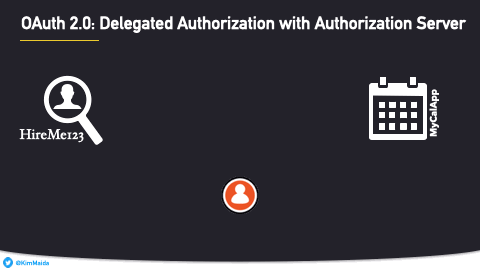 OAuth 2.0: Delegated Authorization with Authorization Server
HireMe123
MyCalApp
@KimMaida